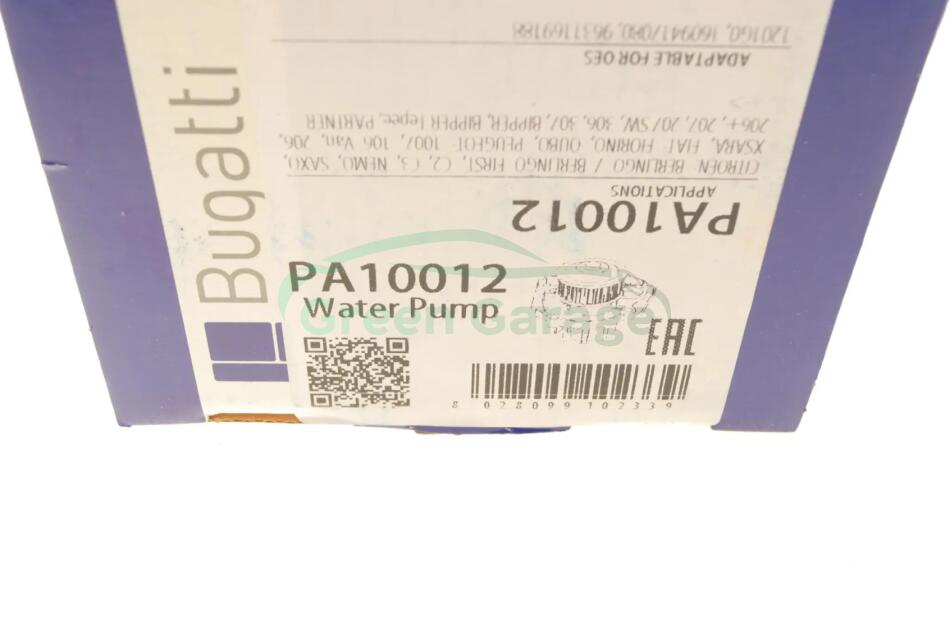 Bugatti
PA10012
Water Pump
EAC
8 028099 102339
Green Garage
PA10012
APPLICATIONS
CITROEN BERLINGO / BERLINGO FIRST, C2, C3, NEMO, SAXO,
XSARA, FIAT FIORINO, QUBO, PEUGEOT 1007, 106 Van, 206,
206+, 207, 207SW, 306, 307, BIPPER, BIPPER Tepee, PARTNER
ADAPTABLE FOR OES
1201G0, 1609417080, 9631169188